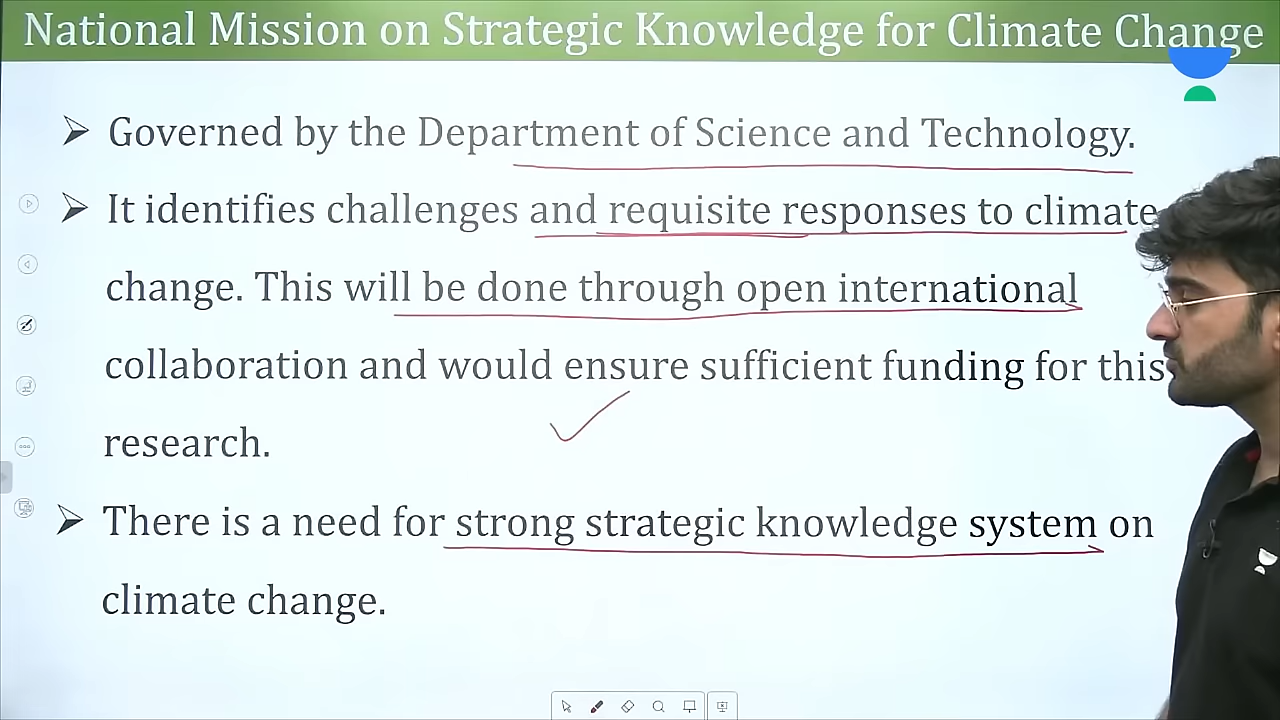 National Mission on Strategic Knowledge for Climate Change
➢ Governed by the Department of Science and Technology.
➢ It identifies challenges and requisite responses to climate
change. This will be done through open international
collaboration and would ensure sufficient funding for this
research.
➢ There is a need for strong strategic knowledge system on
climate change.